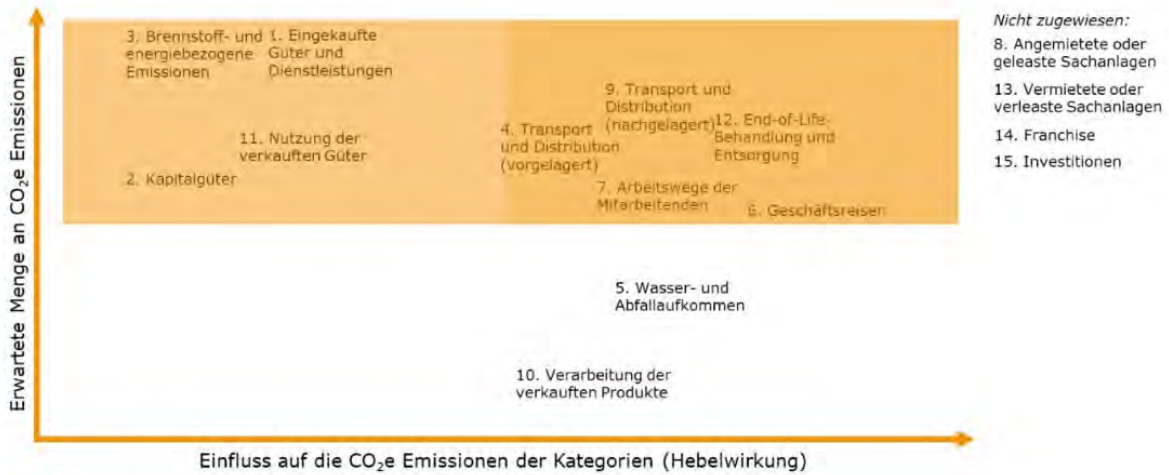 Erwartete Menge an CO₂e Emissionen
3. Brennstoff- und
energiebezogene
Emissionen
1. Eingekaufte
Güter und
Dienstleistungen
11. Nutzung der
verkauften Güter
2. Kapitalgüter
9. Transport und
Distribution
(nachgelagert)
4. Transport
und Distribution
(vorgelagert)
12. End-of-Life-
Behandlung und
Entsorgung
7. Arbeitswege der
Mitarbeitenden
6. Geschäftsreisen
5. Wasser- und
Abfallaufkommen
10. Verarbeitung der
verkauften Produkte
Einfluss auf die CO₂e Emissionen der Kategorien (Hebelwirkung)
Nicht zugewiesen:
8. Angemietete oder
geleaste Sachanlagen
13. Vermietete oder
verleaste Sachanlagen
14. Franchise
15. Investitionen